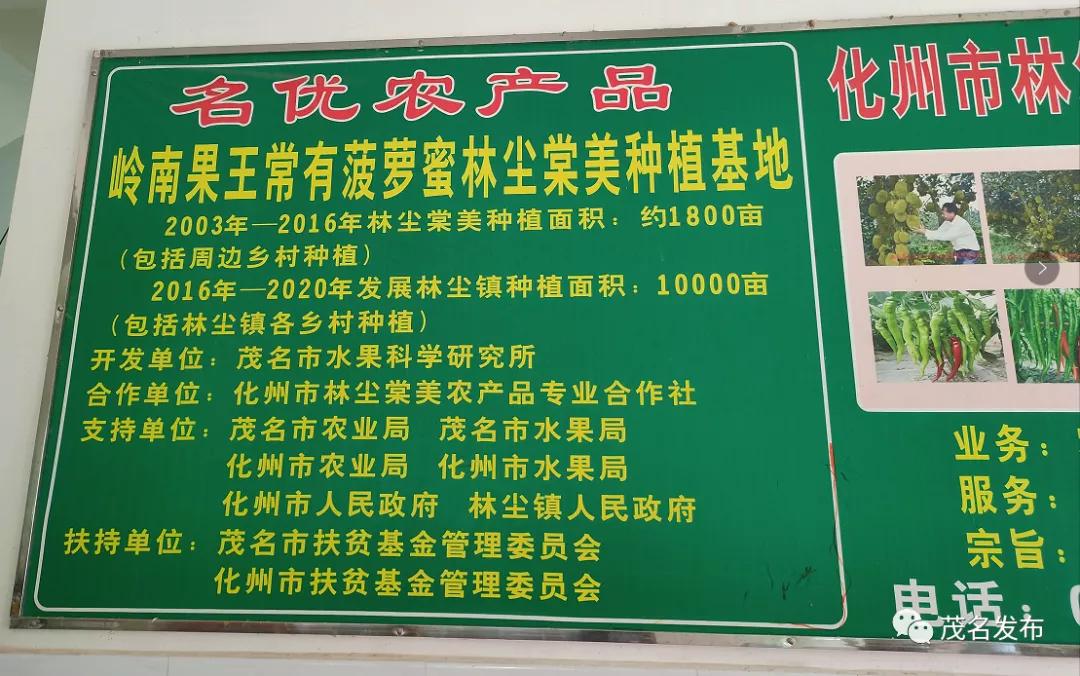 名优农产品
岭南果王常有菠萝蜜林尘棠美种植基地
2003年—2016年林尘棠美种植面积：约1800亩
（包括周边乡村种植）
2016年—2020年发展林尘镇种植面积：10000亩
（包括林尘镇各乡村种植）
开发单位：茂名市水果科学研究所
合作单位：化州市林尘棠美农产品专业合作社
支持单位：茂名市农业局 茂名市水果局
化州市农业局 化州市水果局
化州市人民政府 林尘镇人民政府
扶持单位：茂名市扶贫基金管理委员会
化州市扶贫基金管理委员会
化州市林
业务：
服务：
宗旨：
电话：
茂名发布